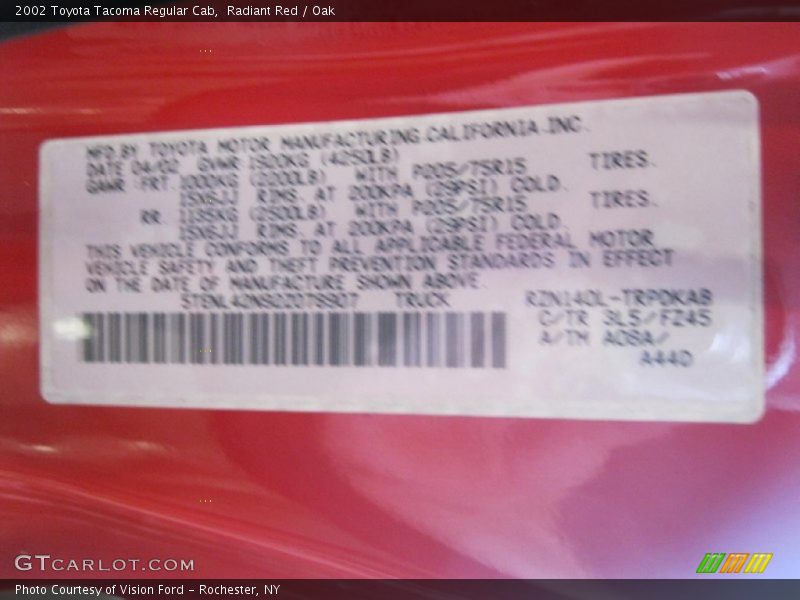 2002 Toyota Tacoma Regular Cab,  Radiant Red / Oak
MFD.BY TOYOTA MOTOR MANUFACTURING.CALIFORNIA.INC.
DATE 04/02 GVWR 1930KG (4250LB)
GAWR FRT. 1000KG (2200LB) WITH P205/75R15 TIRES.
15X6JJ RIMS. AT 200KPA (29PSI) COLD.
RR. 1135KG (2500LB) WITH P205/75R15 TIRES.
15X6JJ RIMS. AT 200KPA (29PSI) COLD.
THIS VEHICLE CONFORMS TO ALL APPLICABLE FEDERAL MOTOR
VEHICLE SAFETY AND THEFT PREVENTION STANDARDS IN EFFECT
ON THE DATE OF MANUFACTURE SHOWN ABOVE.
TRUCK RZN140L-TRPDKAB
C/TR 3L5/FZ45
A/TH A08A/
A44D
GTCARLOT.COM
Photo Courtesy of Vision Ford – Rochester, NY